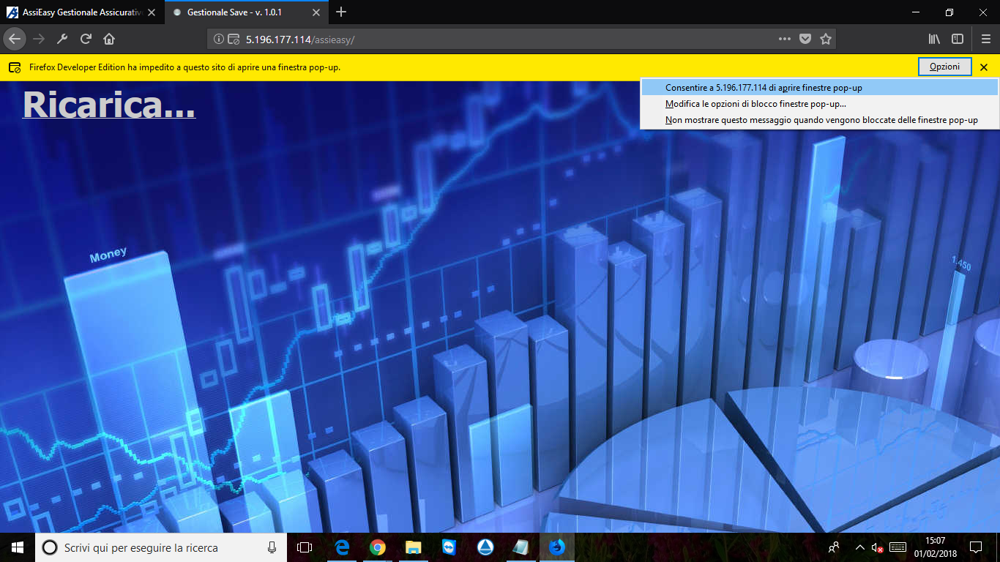 AssiEasy Gestionale Assicurativo
Gestionale Save - v. 1.0.1
5.196.177.114/assieasy/
Firefox Developer Edition ha impedito a questo sito di aprire una finestra pop-up.
Opzioni
Consentire a 5.196.177.114 di aprire finestre pop-up
Modifica le opzioni di blocco finestre pop-up...
Non mostrare questo messaggio quando vengono bloccate delle finestre pop-up
Ricarica...
Money
1.450
Scrivi qui per eseguire la ricerca
15:07
01/02/2018